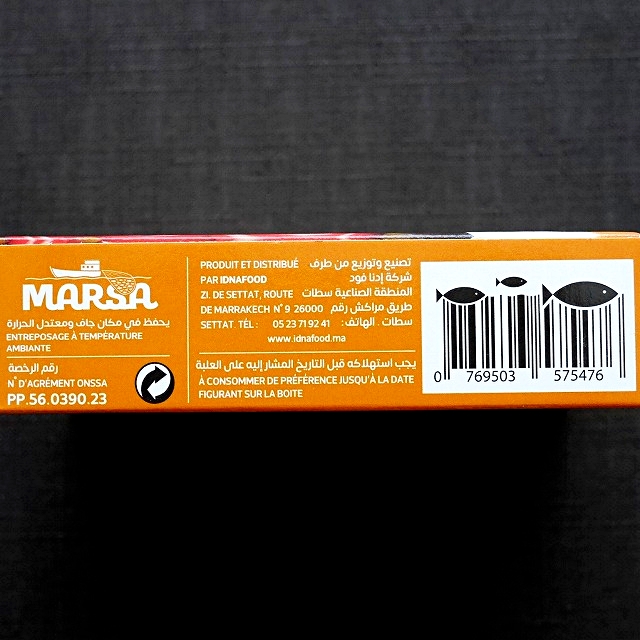 MARSA
يحفظ في مكان جاف ومعتدل الحرارة
ENTREPOSAGE À TEMPÉRATURE
AMBIANTE
رقم الرخصة
N° D'AGRÉMENT ONSSA
PP.56.0390.23
PRODUIT ET DISTRIBUÉ تصنيع وتوزيع من طرف
PAR IDNAFOOD شركة إدنا فود
ZI. DE SETTAT, ROUTE المنطقة الصناعية سطات
DE MARRAKECH N° 9 26000 طريق مراكش رقم
SETTAT TÉL : 05 23 71 92 41 سطات . الهاتف:
www.idnafood.ma
يجب استهلاكه قبل التاريخ المشار إليه على العلبة
À CONSOMMER DE PRÉFÉRENCE JUSQU'À LA DATE
FIGURANT SUR LA BOITE
0 769503 575476